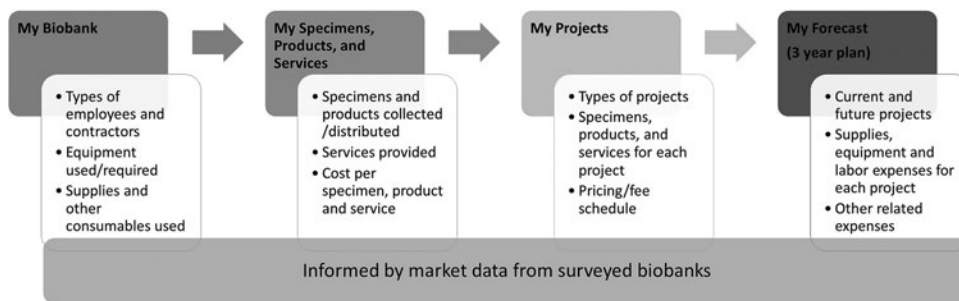 My Biobank
• Types of
employees and
contractors
• Equipment
used/required
• Supplies and
other
consumables used
My Specimens,
Products, and
Services
• Specimens and
products collected
/distributed
• Services provided
• Cost per
specimen, product
and service
My Projects
• Types of projects
• Specimens,
products, and
services for each
project
• Pricing/fee
schedule
My Forecast
(3 year plan)
• Current and
future projects
• Supplies,
equipment and
labor expenses for
each project
• Other related
expenses
Informed by market data from surveyed biobanks